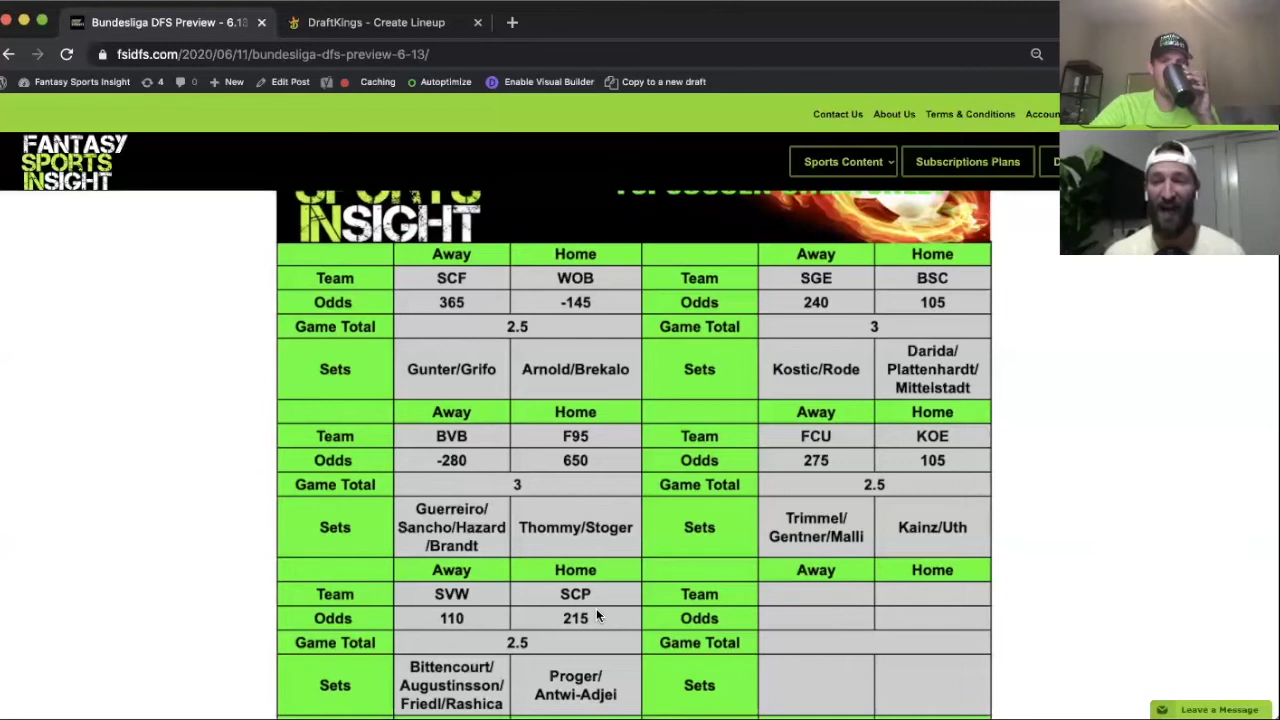 Bundesliga DFS Preview - 6.13
DraftKings - Create Lineup
fsidfs.com/2020/06/11/bundesliga-dfs-preview-6-13/
Fantasy Sports Insight 4 0 New Edit Post Caching Autoptimize Enable Visual Builder Copy to a new draft
Contact Us About Us Terms & Conditions Accoun
FANTASY
SPORTS
INSIGHT
Sports Content Subscriptions Plans D
SPORTS
INSIGHT
Away Home Away Home
Team SCF WOB Team SGE BSC
Odds 365 -145 Odds 240 105
Game Total 2.5 Game Total 3
Sets Gunter/Grifo Arnold/Brekalo Sets Kostic/Rode Darida/
Plattenhardt/
Mittelstadt
Away Home Away Home
Team BVB F95 Team FCU KOE
Odds -280 650 Odds 275 105
Game Total 3 Game Total 2.5
Sets Guerreiro/
Sancho/Hazard
/Brandt Thommy/Stoger Sets Trimmel/
Gentner/Malli Kainz/Uth
Away Home Away Home
Team SVW SCP Team
Odds 110 215 Odds
Game Total 2.5 Game Total
Sets Bittencourt/
Augustinsson/
Friedl/Rashica Proger/
Antwi-Adjei Sets
Leave a Message